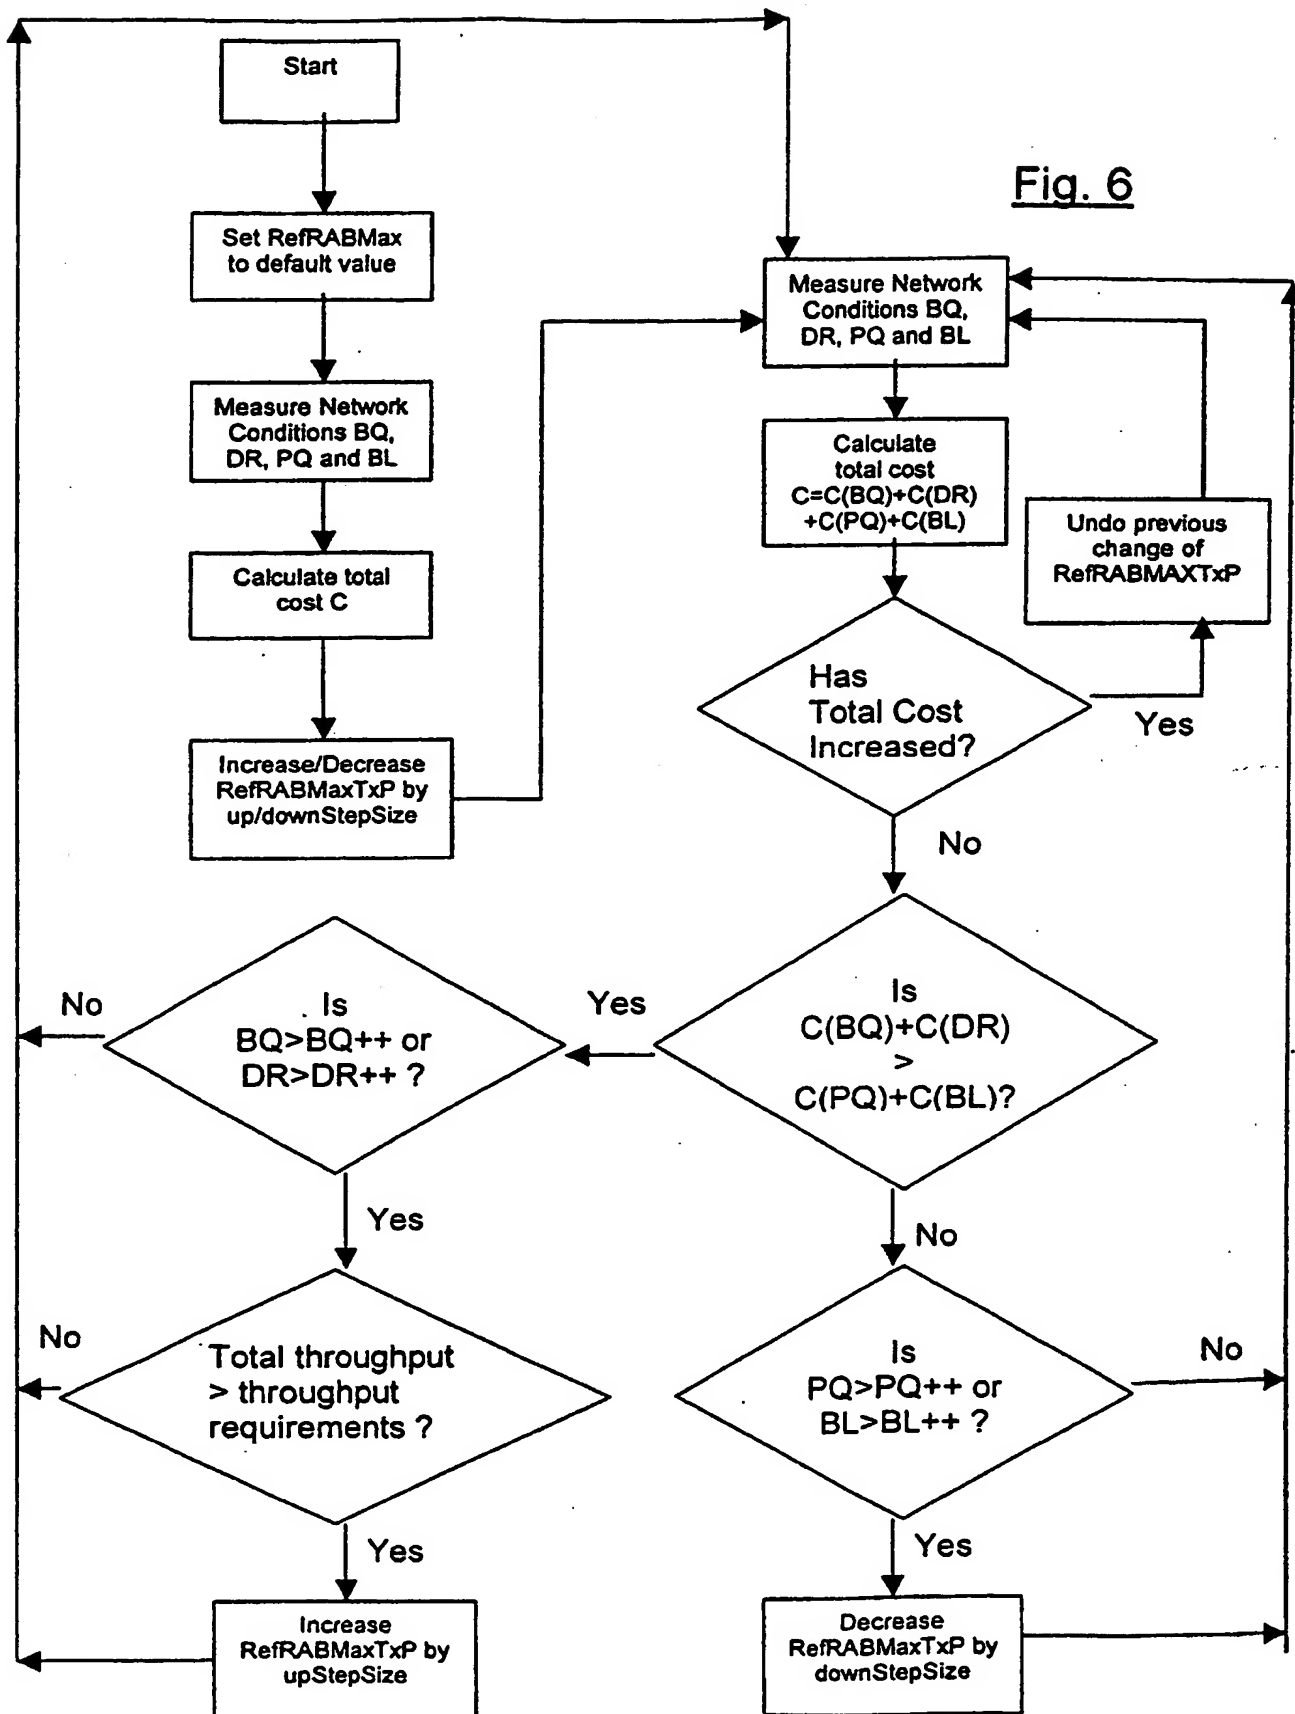 Start
Fig. 6
Set RefRABMax
to default value
Measure Network
Conditions BQ,
DR, PQ and BL
Calculate total
cost C
Increase/Decrease
RefRABMaxTxP by
up/downStepSize
Measure Network
Conditions BQ,
DR, PQ and BL
Calculate
total cost
C=C(BQ)+C(DR)
+C(PQ)+C(BL)
Undo previous
change of
RefRABMAXTxP
Has
Total Cost
Increased?
Yes
No
Is
C(BQ)+C(DR)
>
C(PQ)+C(BL)?
Yes
Is
BQ>BQ++ or
DR>DR++ ?
No
Yes
No
Total throughput
> throughput
requirements ?
No
Is
PQ>PQ++ or
BL>BL++ ?
No
Yes
Yes
Increase
RefRABMaxTxP by
upStepSize
Decrease
RefRABMaxTxP by
downStepSize